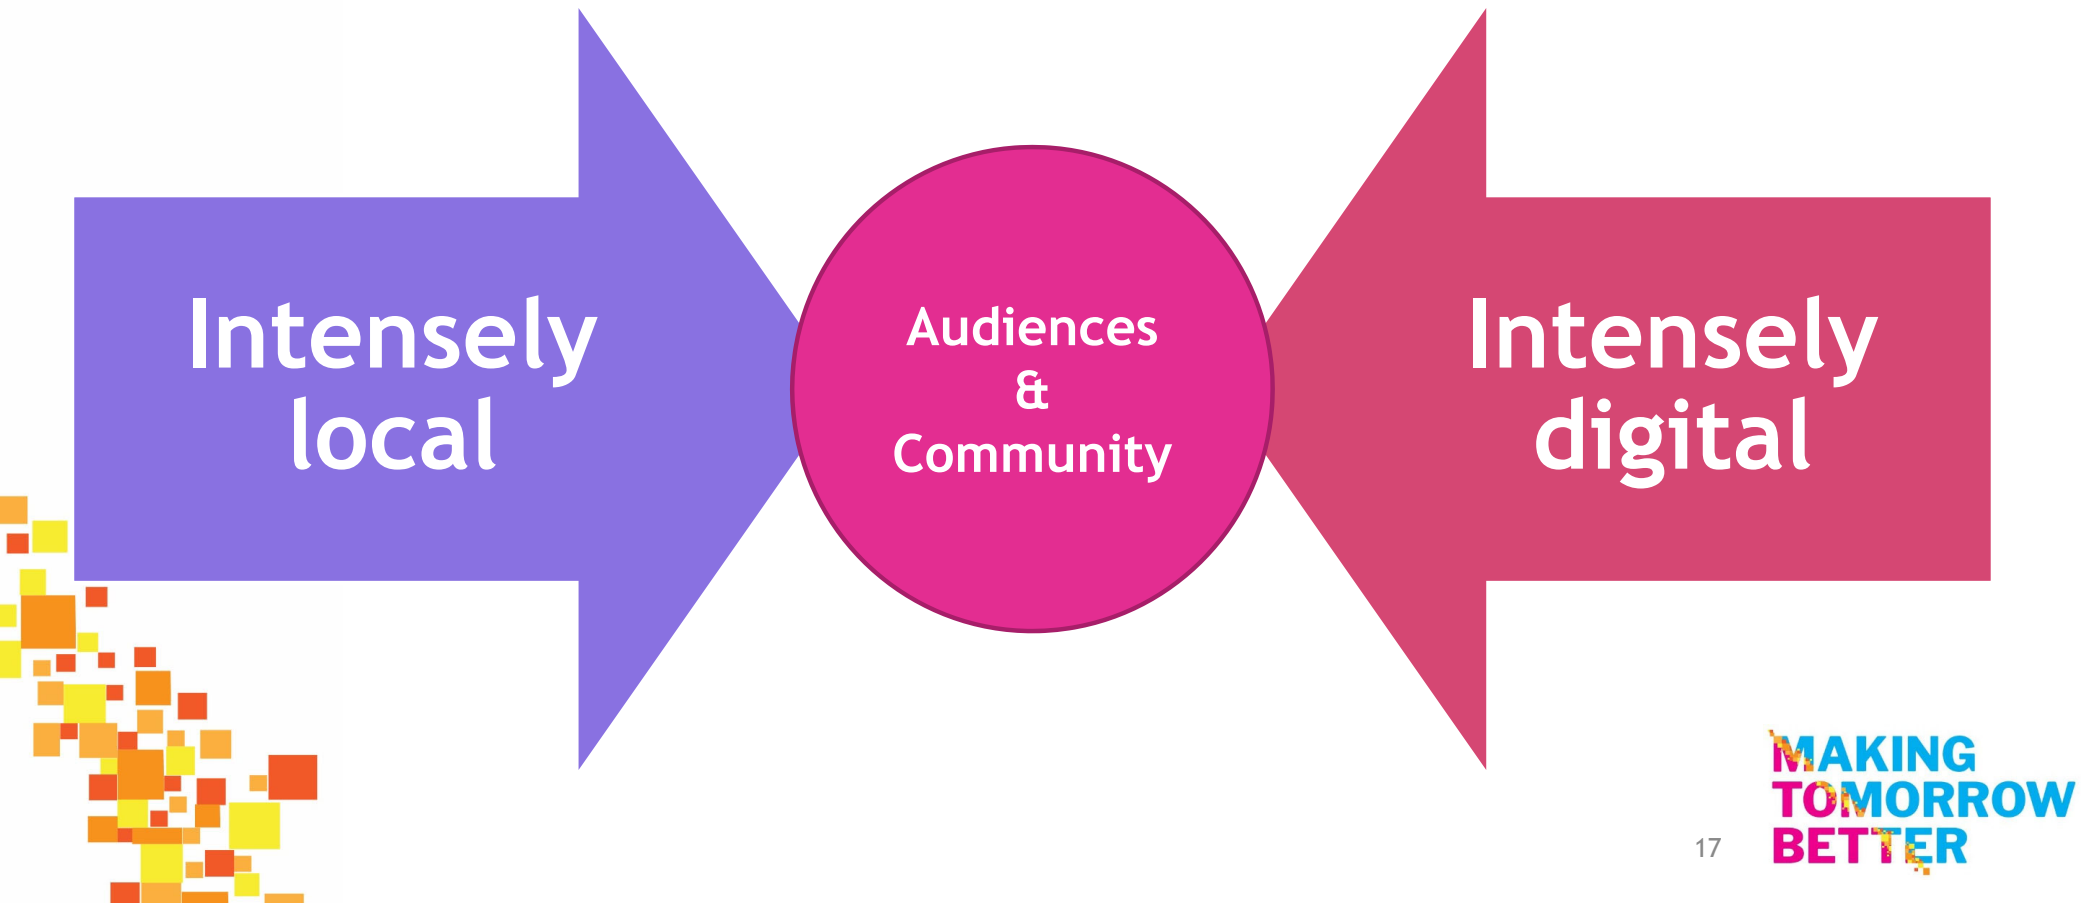 Intensely
local
Audiences
&
Community
Intensely
digital
17
MAKING
TOMORROW
BETTER